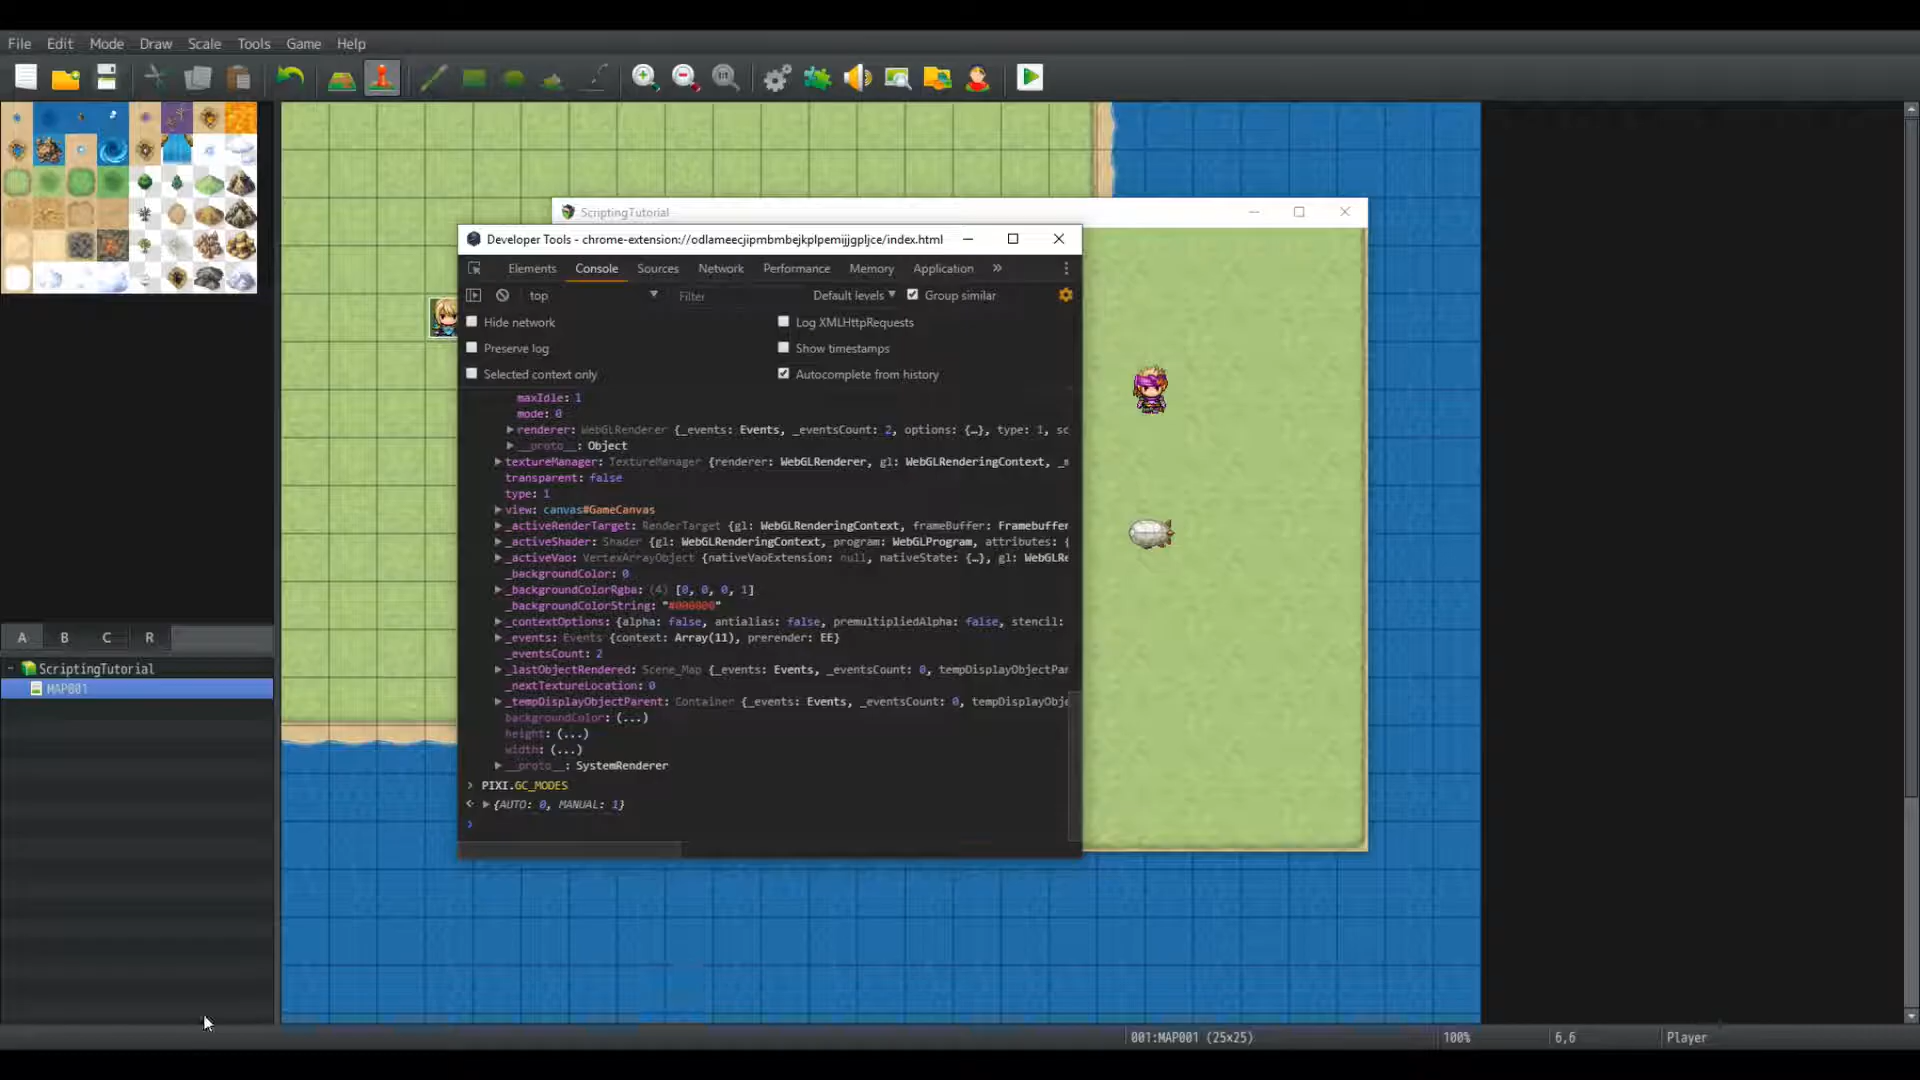 File Edit Mode Draw Scale Tools Game Help
ScriptingTutorial
Developer Tools - chrome-extension://odlameecjipmbmbejkplpemijjgpljce/index.html
Elements Console Sources Network Performance Memory Application »
top Filter Default levels ▼ Group similar
Hide network Log XMLHttpRequests
Preserve log Show timestamps
Selected context only Autocomplete from history
maxIdle: 1
mode: 0
renderer: WebGLRenderer {_events: Events, _eventsCount: 2, options: {…}, type: 1, sc
__proto__: Object
textureManager: TextureManager {renderer: WebGLRenderer, gl: WebGLRenderingContext, _m
transparent: false
type: 1
view: canvas#GameCanvas
_activeRenderTarget: RenderTarget {gl: WebGLRenderingContext, frameBuffer: Framebuffer
_activeShader: Shader {gl: WebGLRenderingContext, program: WebGLProgram, attributes: {
_activeVao: VertexArrayObject {nativeVaoExtension: null, nativeState: {…}, gl: WebGLRe
_backgroundColor: 0
_backgroundColorRgba: (4) [0, 0, 0, 1]
_backgroundColorString: "#000000"
_contextOptions: {alpha: false, antialias: false, premultipliedAlpha: false, stencil:
_events: Events {context: Array(11), prerender: EE}
_eventsCount: 2
_lastObjectRendered: Scene_Map {_events: Events, _eventsCount: 0, tempDisplayObjectPar
_nextTextureLocation: 0
_tempDisplayObjectParent: Container {_events: Events, _eventsCount: 0, tempDisplayObje
backgroundColor: (...)
height: (...)
width: (...)
__proto__: SystemRenderer
PIXI.GC_MODES
{AUTO: 0, MANUAL: 1}
A B C R
ScriptingTutorial
MAP001
001:MAP001 (25x25) 100% 6,6 Player